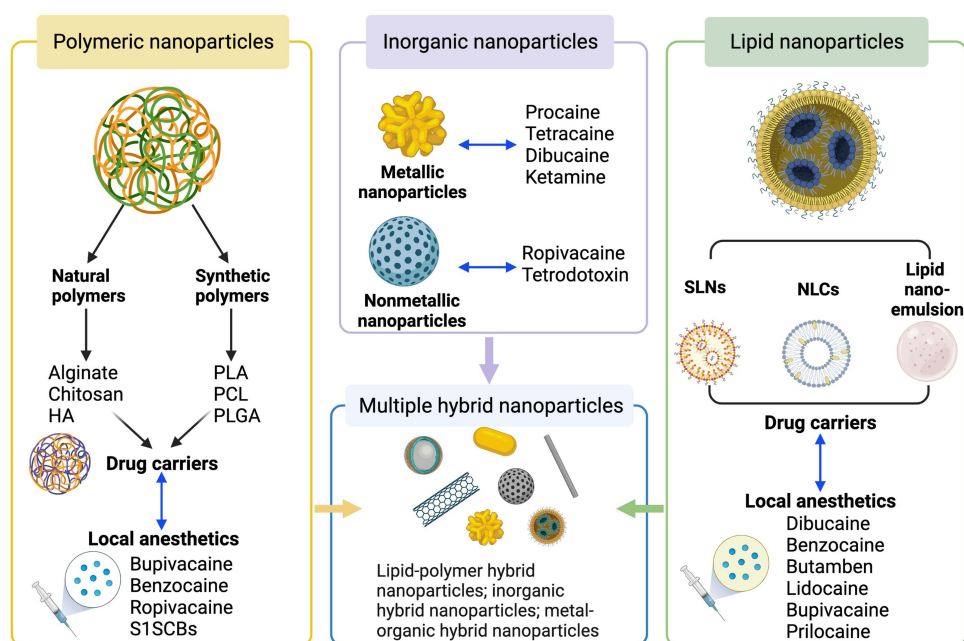 Polymeric nanoparticles
Natural
polymers
Synthetic
polymers
Alginate
Chitosan
HA
PLA
PCL
PLGA
Drug carriers
Local anesthetics
Bupivacaine
Benzocaine
Ropivacaine
S1SCBs
Inorganic nanoparticles
Metallic
nanoparticles
Procaine
Tetracaine
Dibucaine
Ketamine
Nonmetallic
nanoparticles
Ropivacaine
Tetrodotoxin
Multiple hybrid nanoparticles
Lipid-polymer hybrid
nanoparticles; inorganic
hybrid nanoparticles; metal-
organic hybrid nanoparticles
Lipid nanoparticles
SLNs
NLCs
Lipid
nano-
emulsion
Drug carriers
Local anesthetics
Dibucaine
Benzocaine
Butamben
Lidocaine
Bupivacaine
Prilocaine